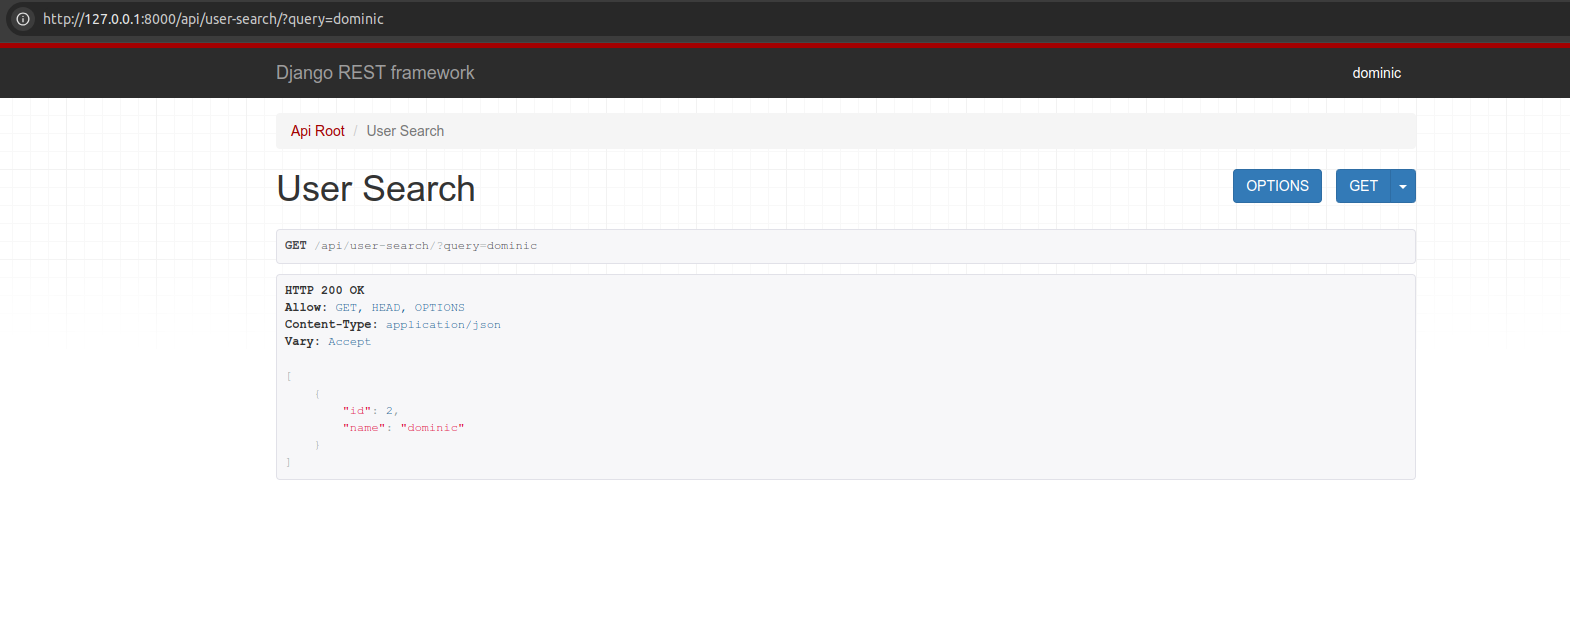 http://127.0.0.1:8000/api/user-search/?query=dominic
Django REST framework
dominic
Api Root / User Search
User Search
OPTIONS
GET
GET /api/user-search/?query=dominic
HTTP 200 OK
Allow: GET, HEAD, OPTIONS
Content-Type: application/json
Vary: Accept
[
    {
        "id": 2,
        "name": "dominic"
    }
]